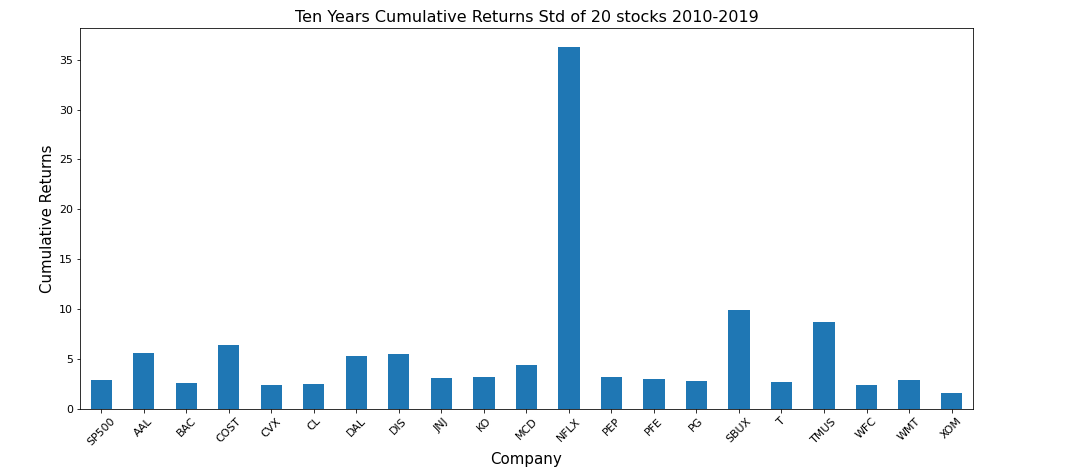 Ten Years Cumulative Returns Std of 20 stocks 2010-2019
Cumulative Returns
35
30
25
20
15
10
5
0
SP500 AAL BAC COST CVX CL DAL DIS JNJ KO MCD NFLX PEP PFE PG SBUX T TMUS WFC WMT XOM
Company